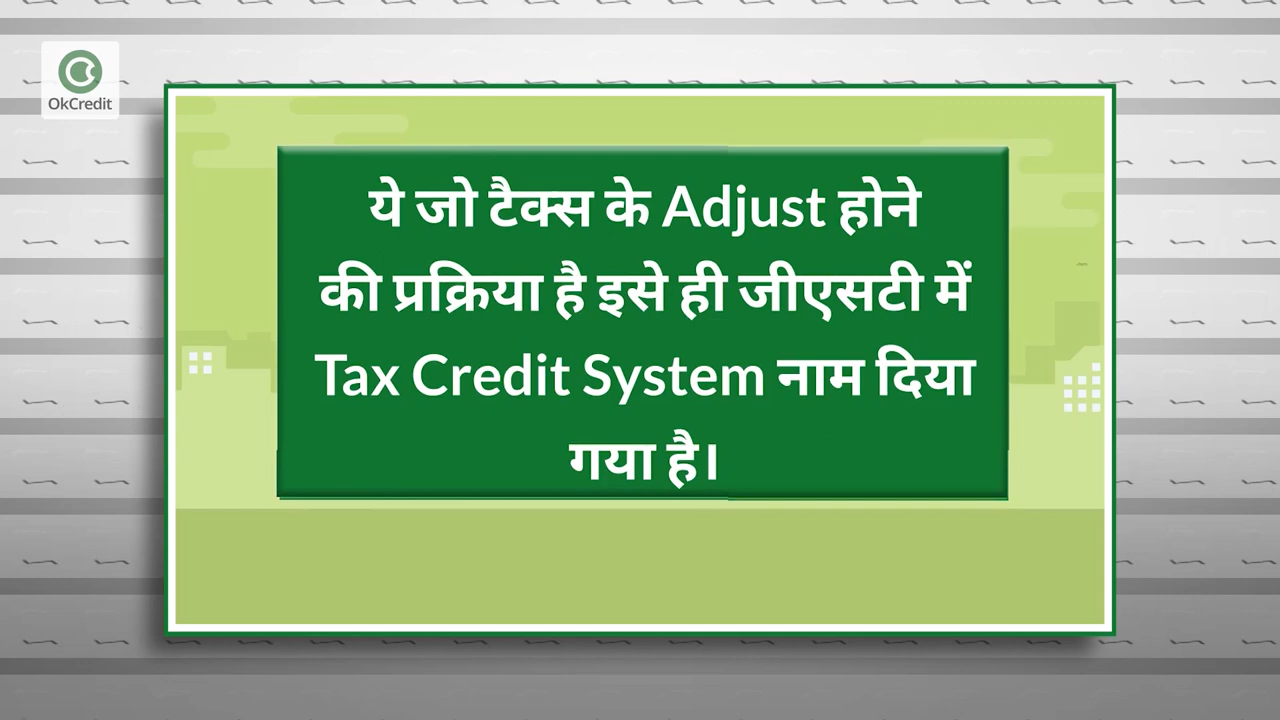 OkCredit
ये जो टैक्स के Adjust होने
की प्रक्रिया है इसे ही जीएसटी में
Tax Credit System नाम दिया
गया है।